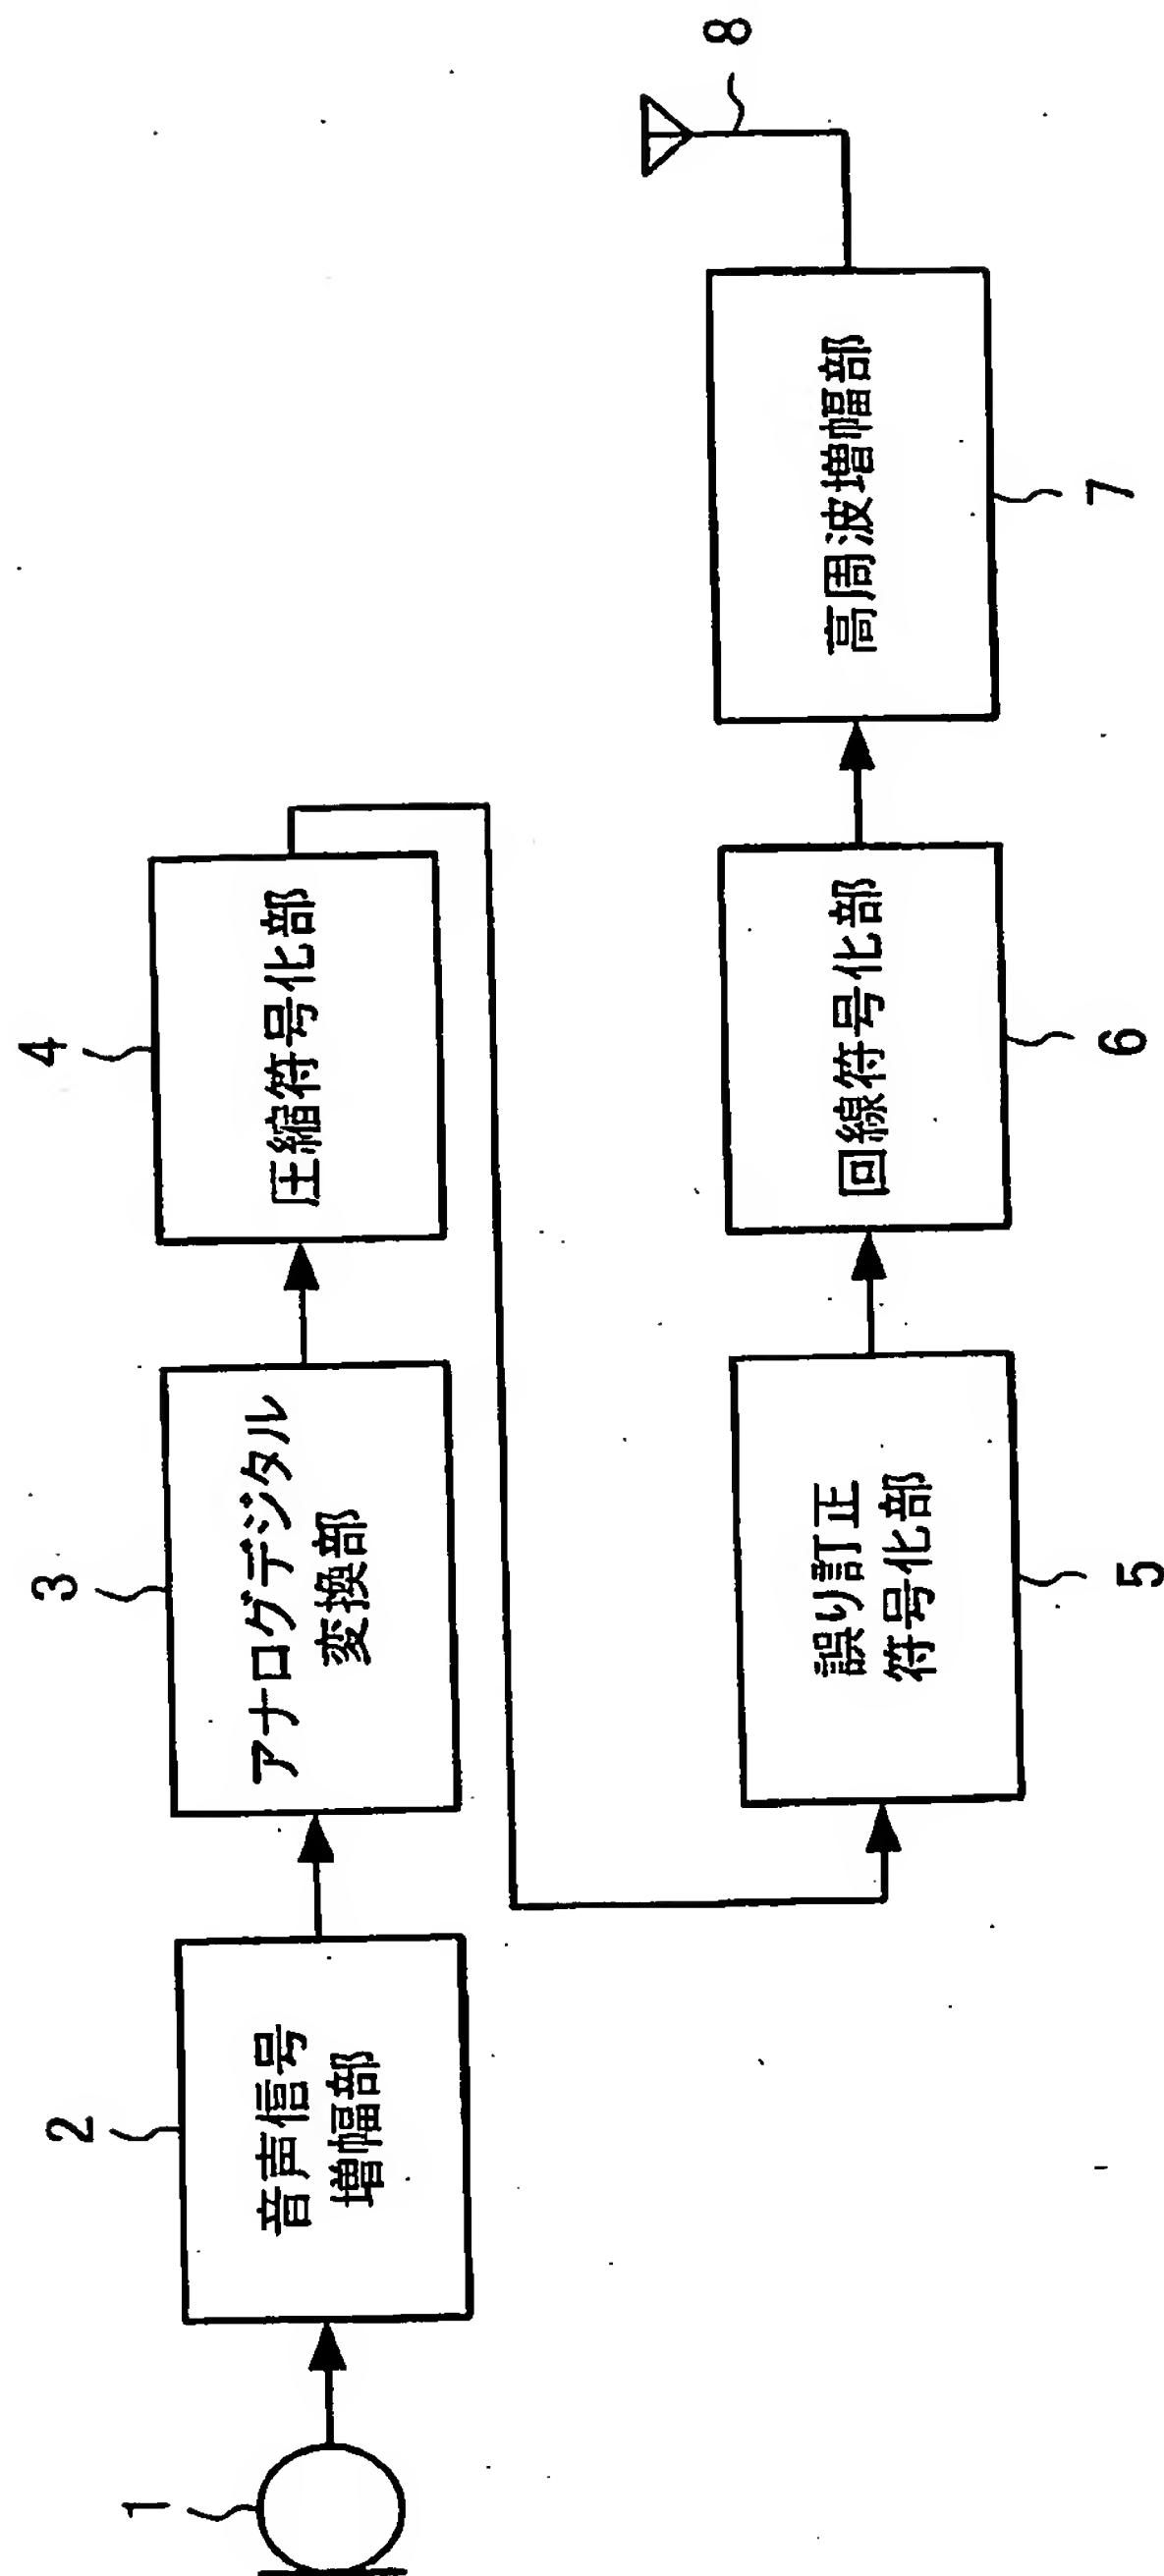 1
2
音声信号
増幅部
3
アナログデジタル
変換部
4
圧縮符号化部
誤り訂正
符号化部
5
回線符号化部
6
高周波増幅部
7
8